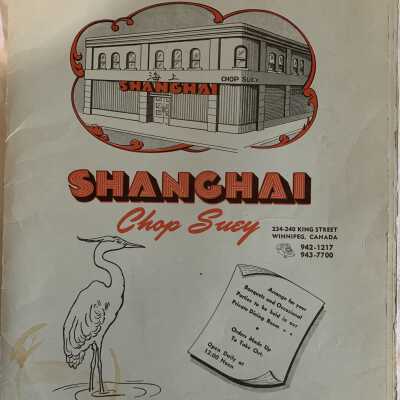 海上
SHANGHAI
CHOP SUEY
SHANGHAI
Chop Suey
234-240 KING STREET
WINNIPEG, CANADA
942-1217
943-7700
Arrange for your
Banquets and Occasional
Parties to be held in our
Private Dining Room . .
•
Orders Made Up
To Take Out
•
Open Daily at
12.00 Noon